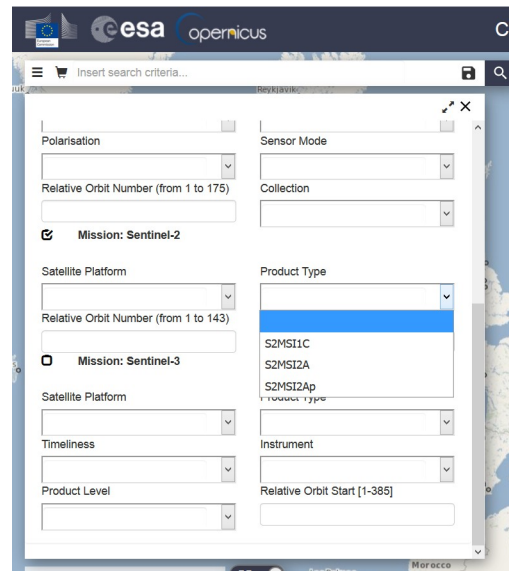 esa
opernicus
C
Insert search criteria...
Reykjavik
Polarisation
Sensor Mode
Relative Orbit Number (from 1 to 175)
Collection
Mission: Sentinel-2
Satellite Platform
Product Type
Relative Orbit Number (from 1 to 143)
S2MSI1C
S2MSI2A
S2MSI2Ap
Mission: Sentinel-3
Satellite Platform
Product Type
Timeliness
Instrument
Product Level
Relative Orbit Start [1-385]
Morocco